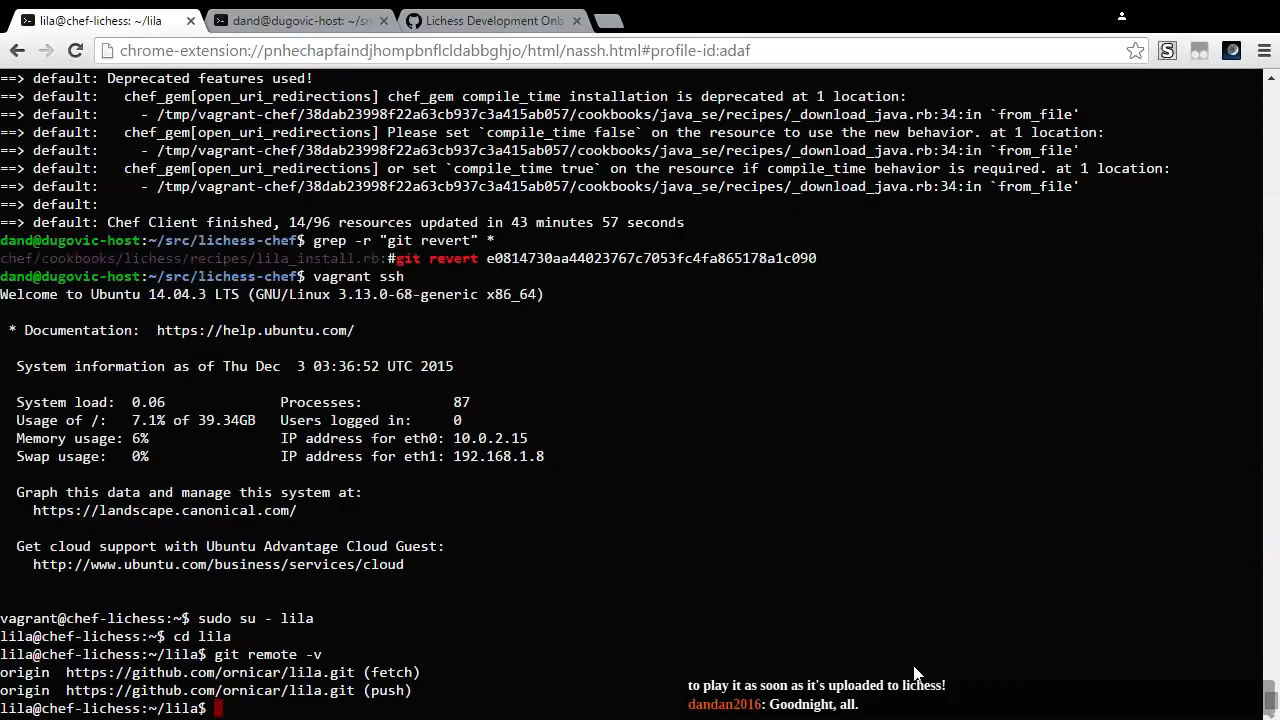 lila@chef-lichess: ~/lila
dand@dugovic-host: ~/sr
Lichess Development Onb
chrome-extension://pnhechapfaindjhompbnflcldabbghjo/html/nassh.html#profile-id:adaf
==> default: Deprecated features used!
==> default:   chef_gem[open_uri_redirections] chef_gem compile_time installation is deprecated at 1 location:
==> default:     - /tmp/vagrant-chef/38dab23998f22a63cb937c3a415ab057/cookbooks/java_se/recipes/_download_java.rb:34:in `from_file'
==> default:   chef_gem[open_uri_redirections] Please set `compile_time false` on the resource to use the new behavior. at 1 location:
==> default:     - /tmp/vagrant-chef/38dab23998f22a63cb937c3a415ab057/cookbooks/java_se/recipes/_download_java.rb:34:in `from_file'
==> default:   chef_gem[open_uri_redirections] or set `compile_time true` on the resource if compile_time behavior is required. at 1 location:
==> default:     - /tmp/vagrant-chef/38dab23998f22a63cb937c3a415ab057/cookbooks/java_se/recipes/_download_java.rb:34:in `from_file'
==> default:
==> default: Chef Client finished, 14/96 resources updated in 43 minutes 57 seconds
dand@dugovic-host:~/src/lichess-chef$ grep -r "git revert" *
chef/cookbooks/lichess/recipes/lila_install.rb:#git revert e0814730aa44023767c7053fc4fa865178a1c090
dand@dugovic-host:~/src/lichess-chef$ vagrant ssh
Welcome to Ubuntu 14.04.3 LTS (GNU/Linux 3.13.0-68-generic x86_64)
* Documentation:  https://help.ubuntu.com/
System information as of Thu Dec  3 03:36:52 UTC 2015
System load:  0.06              Processes:           87
Usage of /:   7.1% of 39.34GB   Users logged in:     0
Memory usage: 6%                IP address for eth0: 10.0.2.15
Swap usage:   0%                IP address for eth1: 192.168.1.8
Graph this data and manage this system at:
https://landscape.canonical.com/
Get cloud support with Ubuntu Advantage Cloud Guest:
http://www.ubuntu.com/business/services/cloud
vagrant@chef-lichess:~$ sudo su - lila
lila@chef-lichess:~$ cd lila
lila@chef-lichess:~/lila$ git remote -v
origin  https://github.com/ornicar/lila.git (fetch)
origin  https://github.com/ornicar/lila.git (push)
lila@chef-lichess:~/lila$
to play it as soon as it's uploaded to lichess!
dandan2016: Goodnight, all.